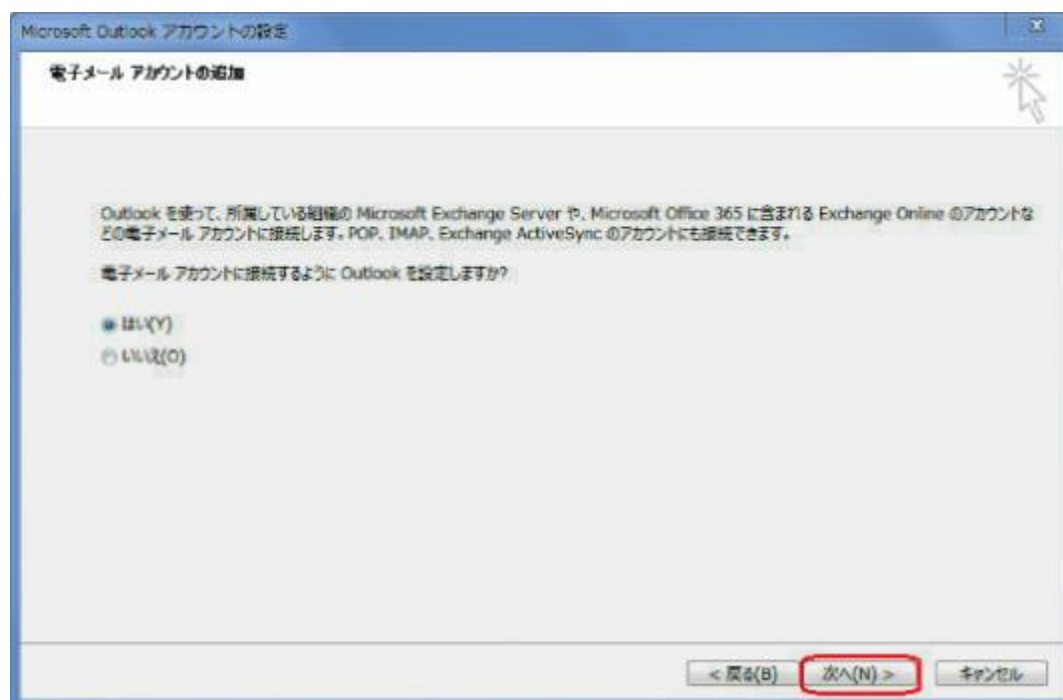 Microsoft Outlook アカウントの設定
電子メール アカウントの追加
Outlook を使って、所属している組織の Microsoft Exchange Server や、Microsoft Office 365 に含まれる Exchange Online のアカウントな
どの電子メール アカウントに接続します。POP、IMAP、Exchange ActiveSync のアカウントにも接続できます。
電子メール アカウントに接続するように Outlook を設定しますか?
はい(Y)
いいえ(O)
< 戻る(B) 次へ(N) > キャンセル